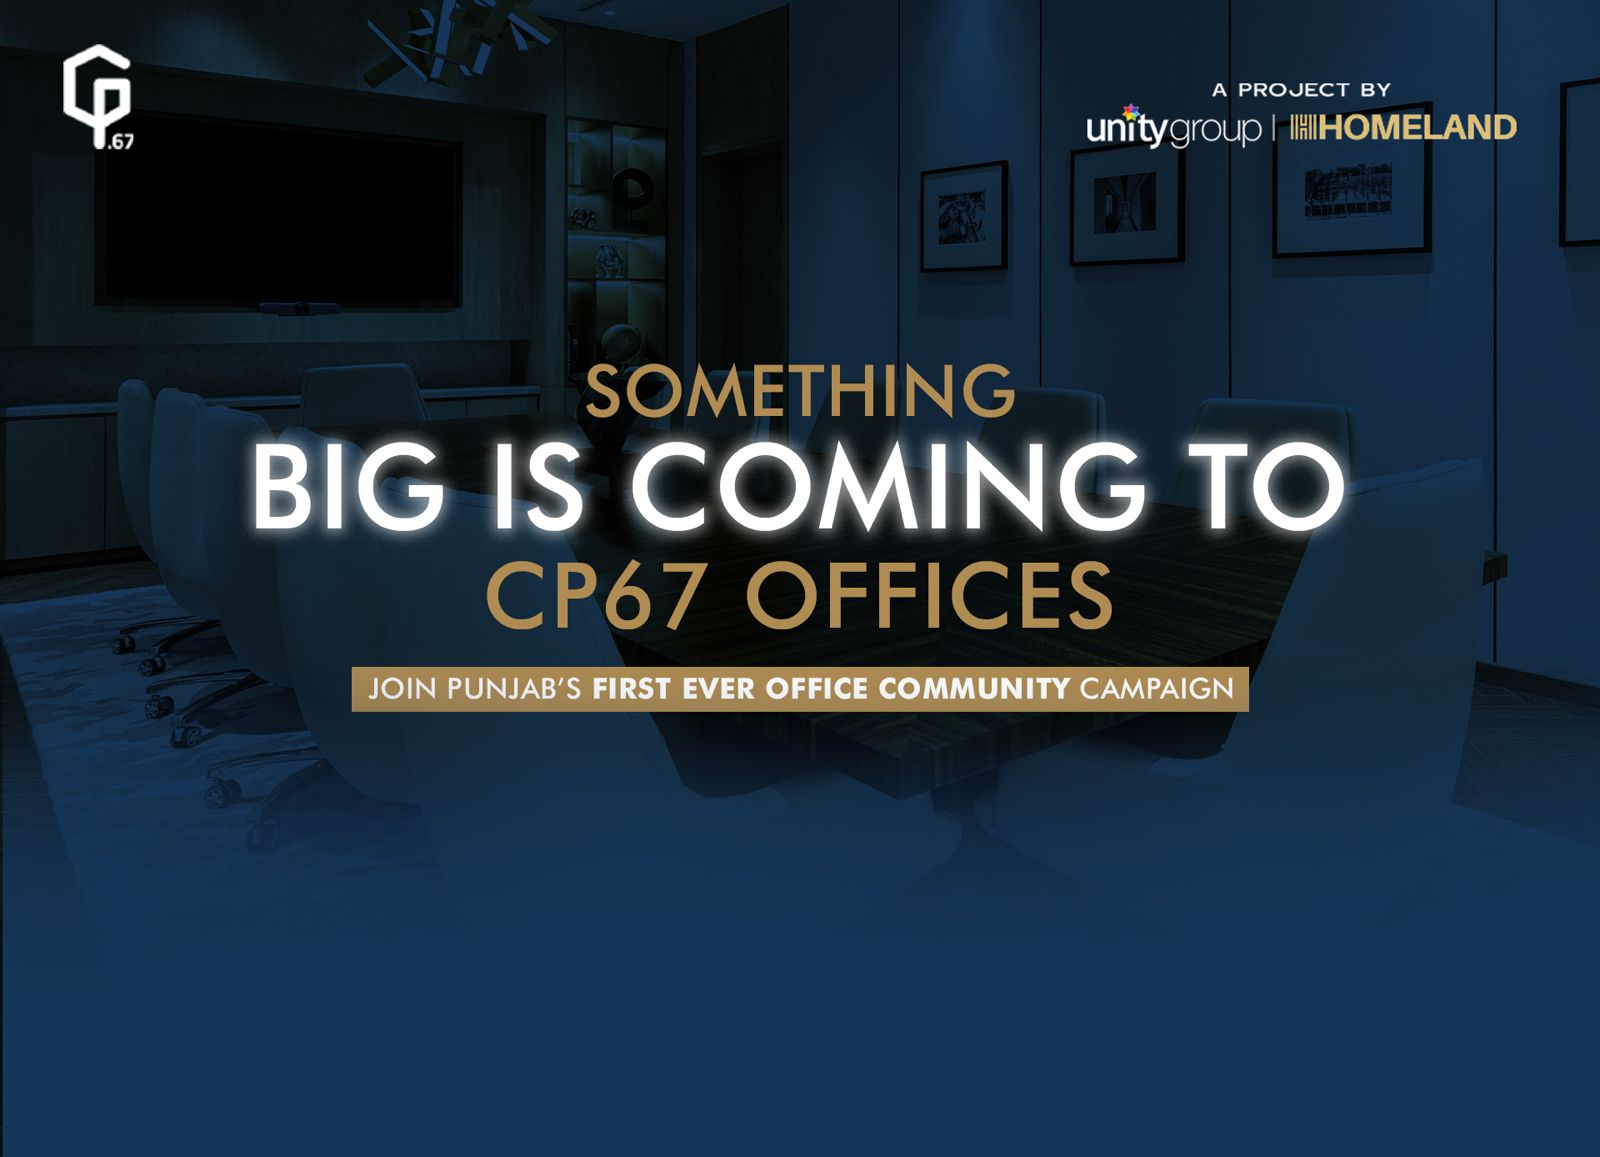 CP
.67
A PROJECT BY
unitygroup | HOMELAND
SOMETHING
BIG IS COMING TO
CP67 OFFICES
JOIN PUNJAB'S FIRST EVER OFFICE COMMUNITY CAMPAIGN